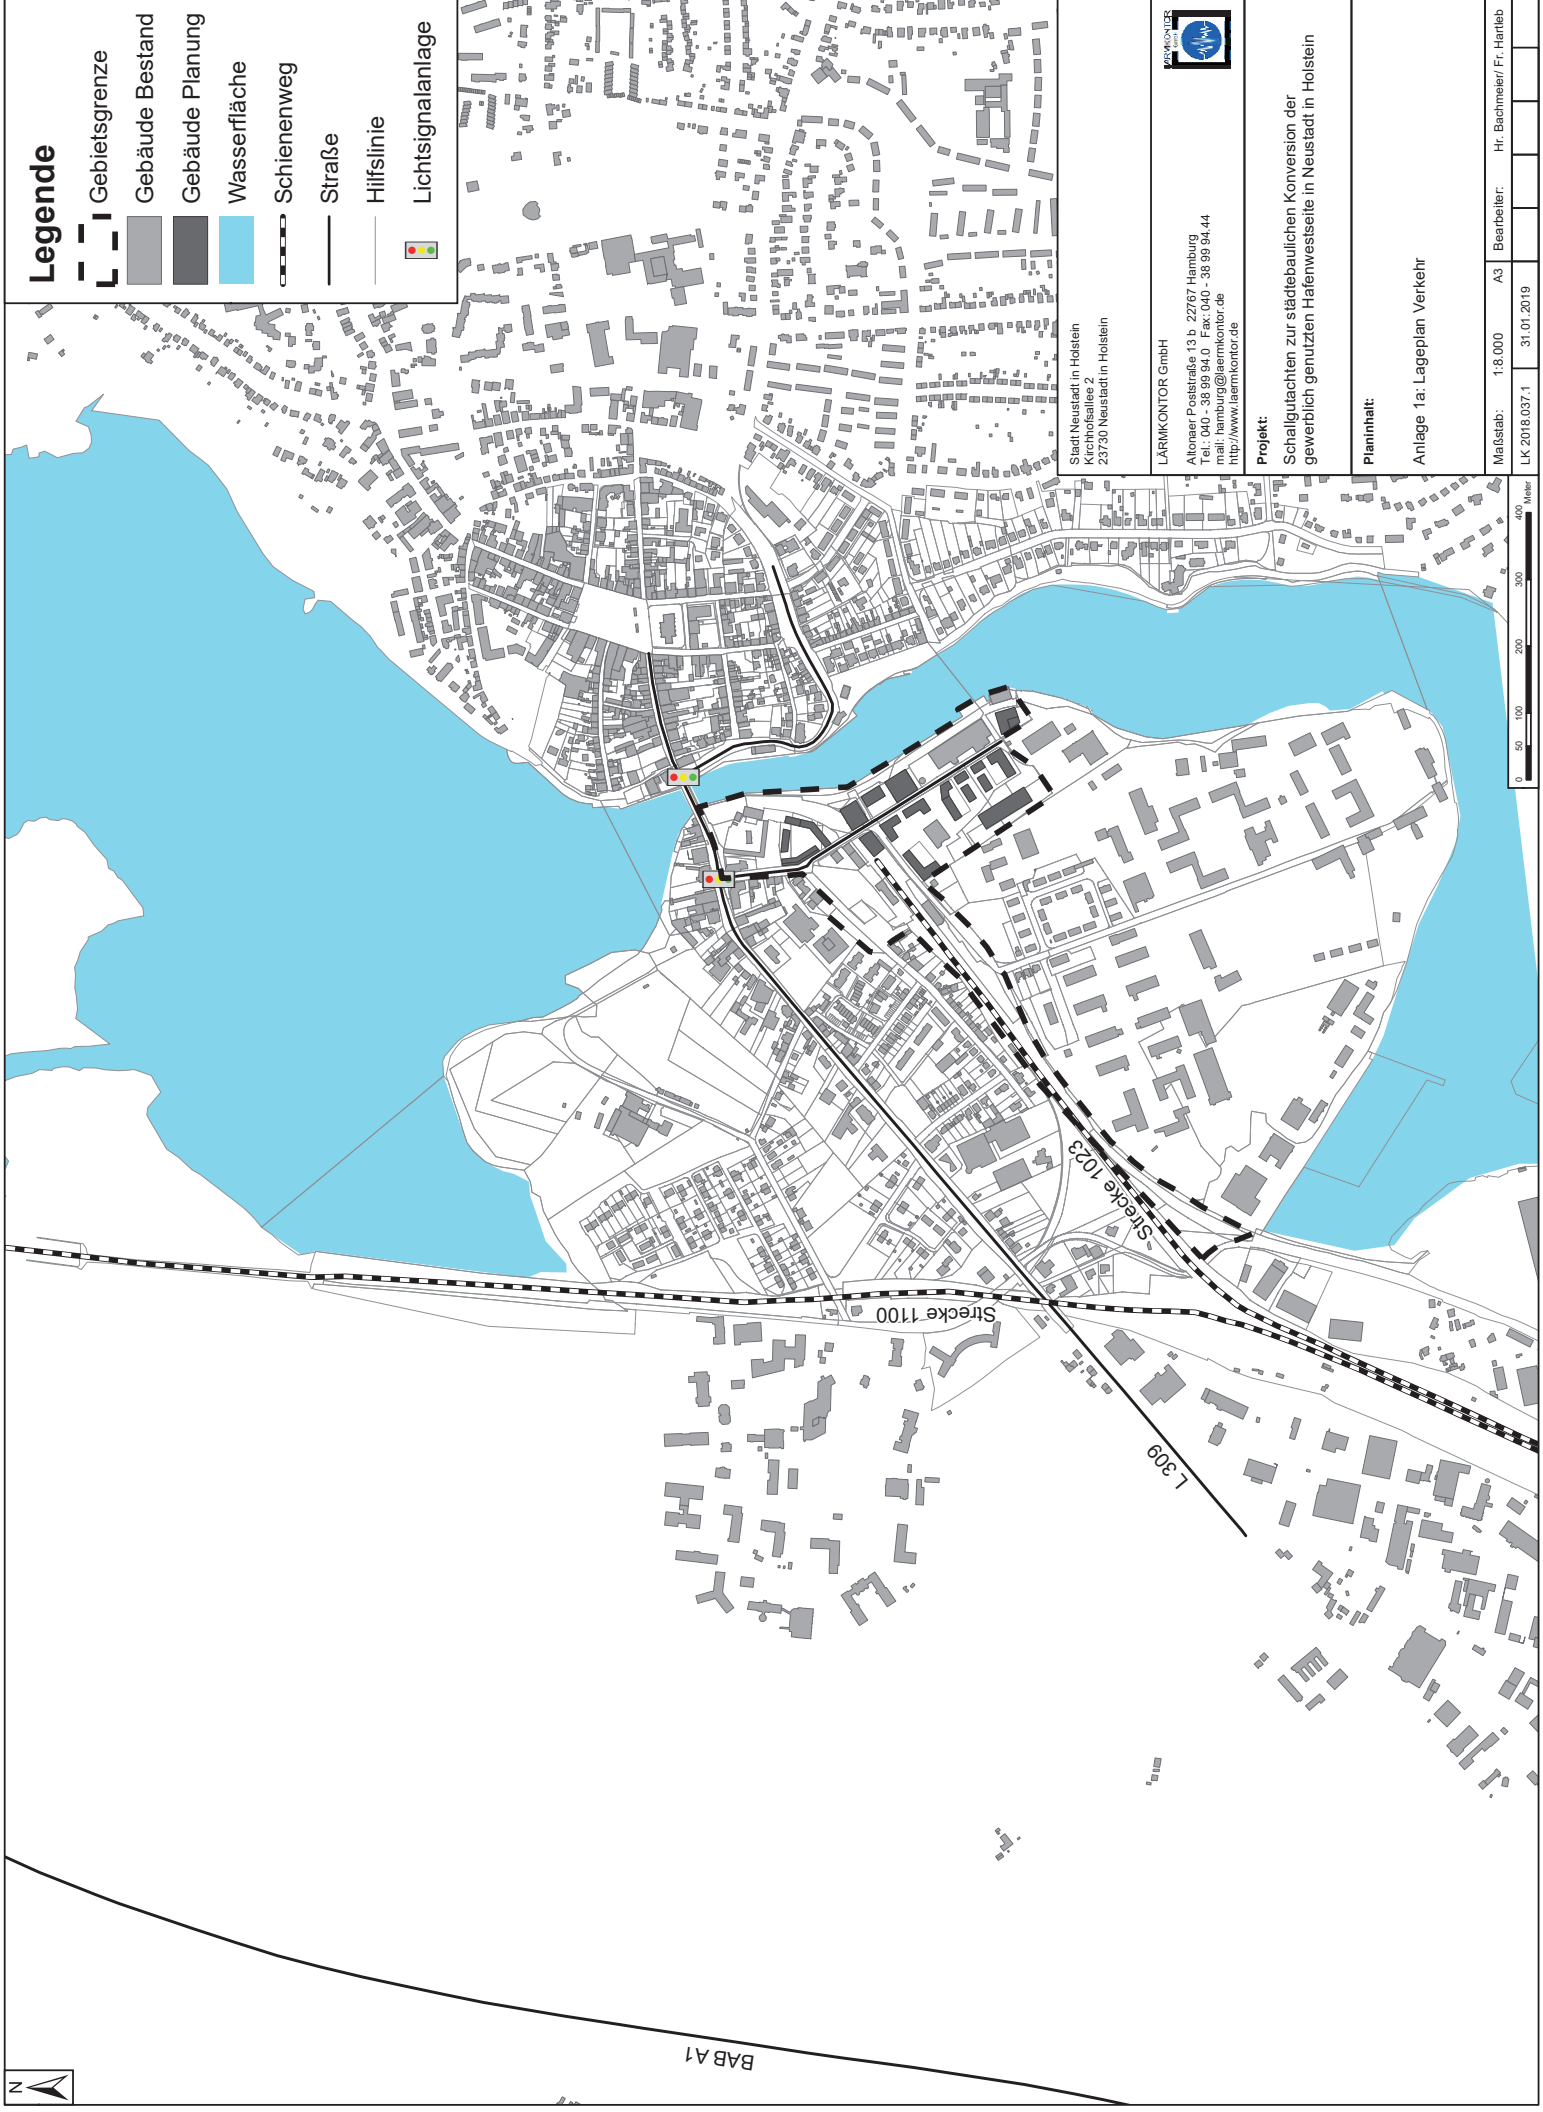 Legende
Gebietsgrenze
Gebäude Bestand
Gebäude Planung
Wasserfläche
Schienenweg
Straße
Hilfslinie
Lichtsignalanlage
N
BAB A1
L 309
Strecke 1100
Strecke 1023
0 50 100 200 300 400
Meter
Stadt Neustadt in Holstein
Kirchhofsallee 2
23730 Neustadt in Holstein
LÄRMKONTOR GmbH
LÄRMKONTOR
GmbH
Altonaer Poststraße 13 b 22767 Hamburg
Tel.: 040 - 38 99 94.0 Fax: 040 - 38 99 94.44
mail: hamburg@laermkontor.de
http://www.laermkontor.de
Projekt:
Schallgutachten zur städtebaulichen Konversion der
gewerblich genutzten Hafenwestseite in Neustadt in Holstein
Planinhalt:
Anlage 1a: Lageplan Verkehr
Maßstab: 1:8.000 A3 Bearbeiter: Hr. Bachmeier/ Fr. Hartleb
LK 2018.037.1 31.01.2019